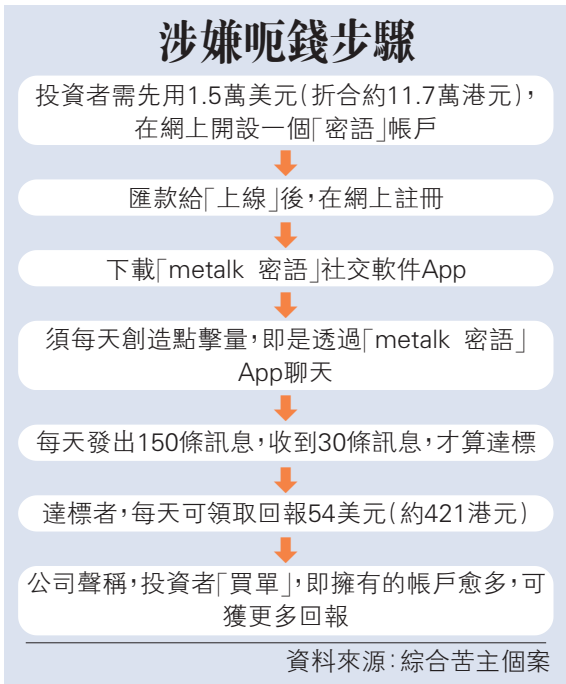 涉嫌呃錢步驟
投資者需先用1.5萬美元(折合約11.7萬港元)，
在網上開設一個「密語」帳戶
匯款給「上線」後，在網上註冊
下載「metalk 密語」社交軟件App
須每天創造點擊量，即是透過「metalk 密語」
App聊天
每天發出150條訊息，收到30條訊息，才算達標
達標者，每天可領取回報54美元(約421港元)
公司聲稱，投資者「買單」，即擁有的帳戶愈多，可
獲更多回報
資料來源：綜合苦主個案